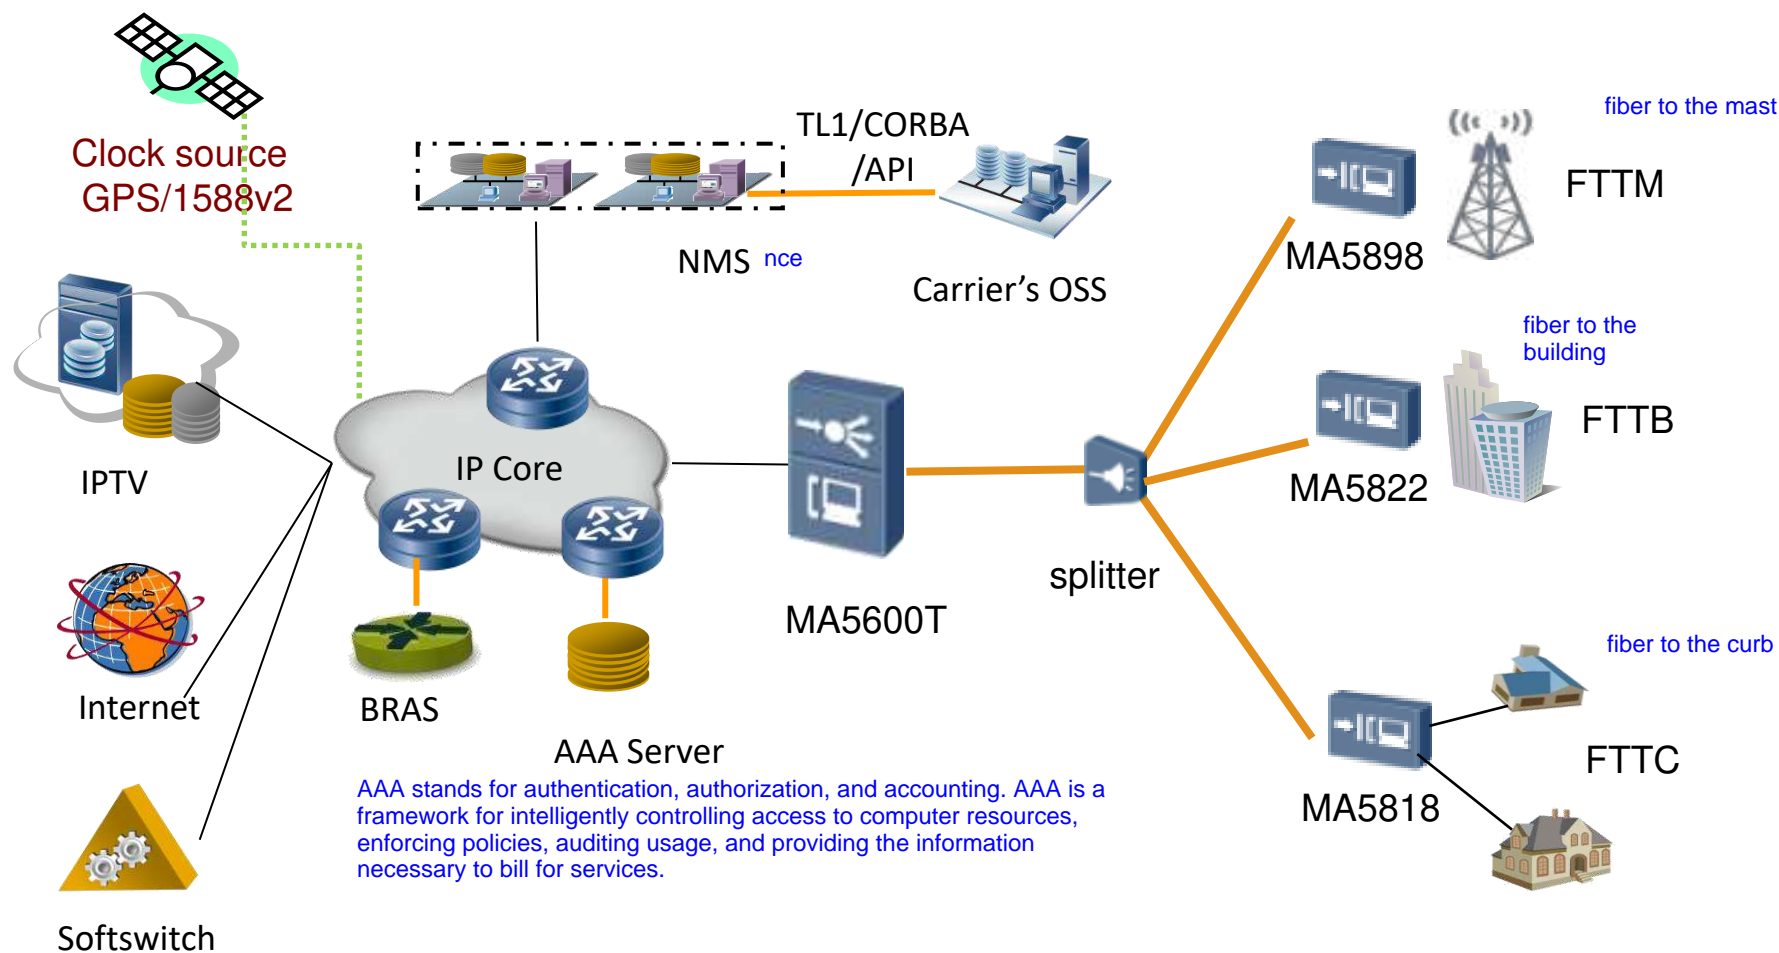 Clock source
GPS/1588v2
TL1/CORBA
/API
NMS
nce
Carrier's OSS
fiber to the mast
FTTM
MA5898
fiber to the
building
FTTB
MA5822
IPTV
IP Core
MA5600T
splitter
Internet
BRAS
AAA Server
AAA stands for authentication, authorization, and accounting. AAA is a
framework for intelligently controlling access to computer resources,
enforcing policies, auditing usage, and providing the information
necessary to bill for services.
fiber to the curb
FTTC
MA5818
Softswitch